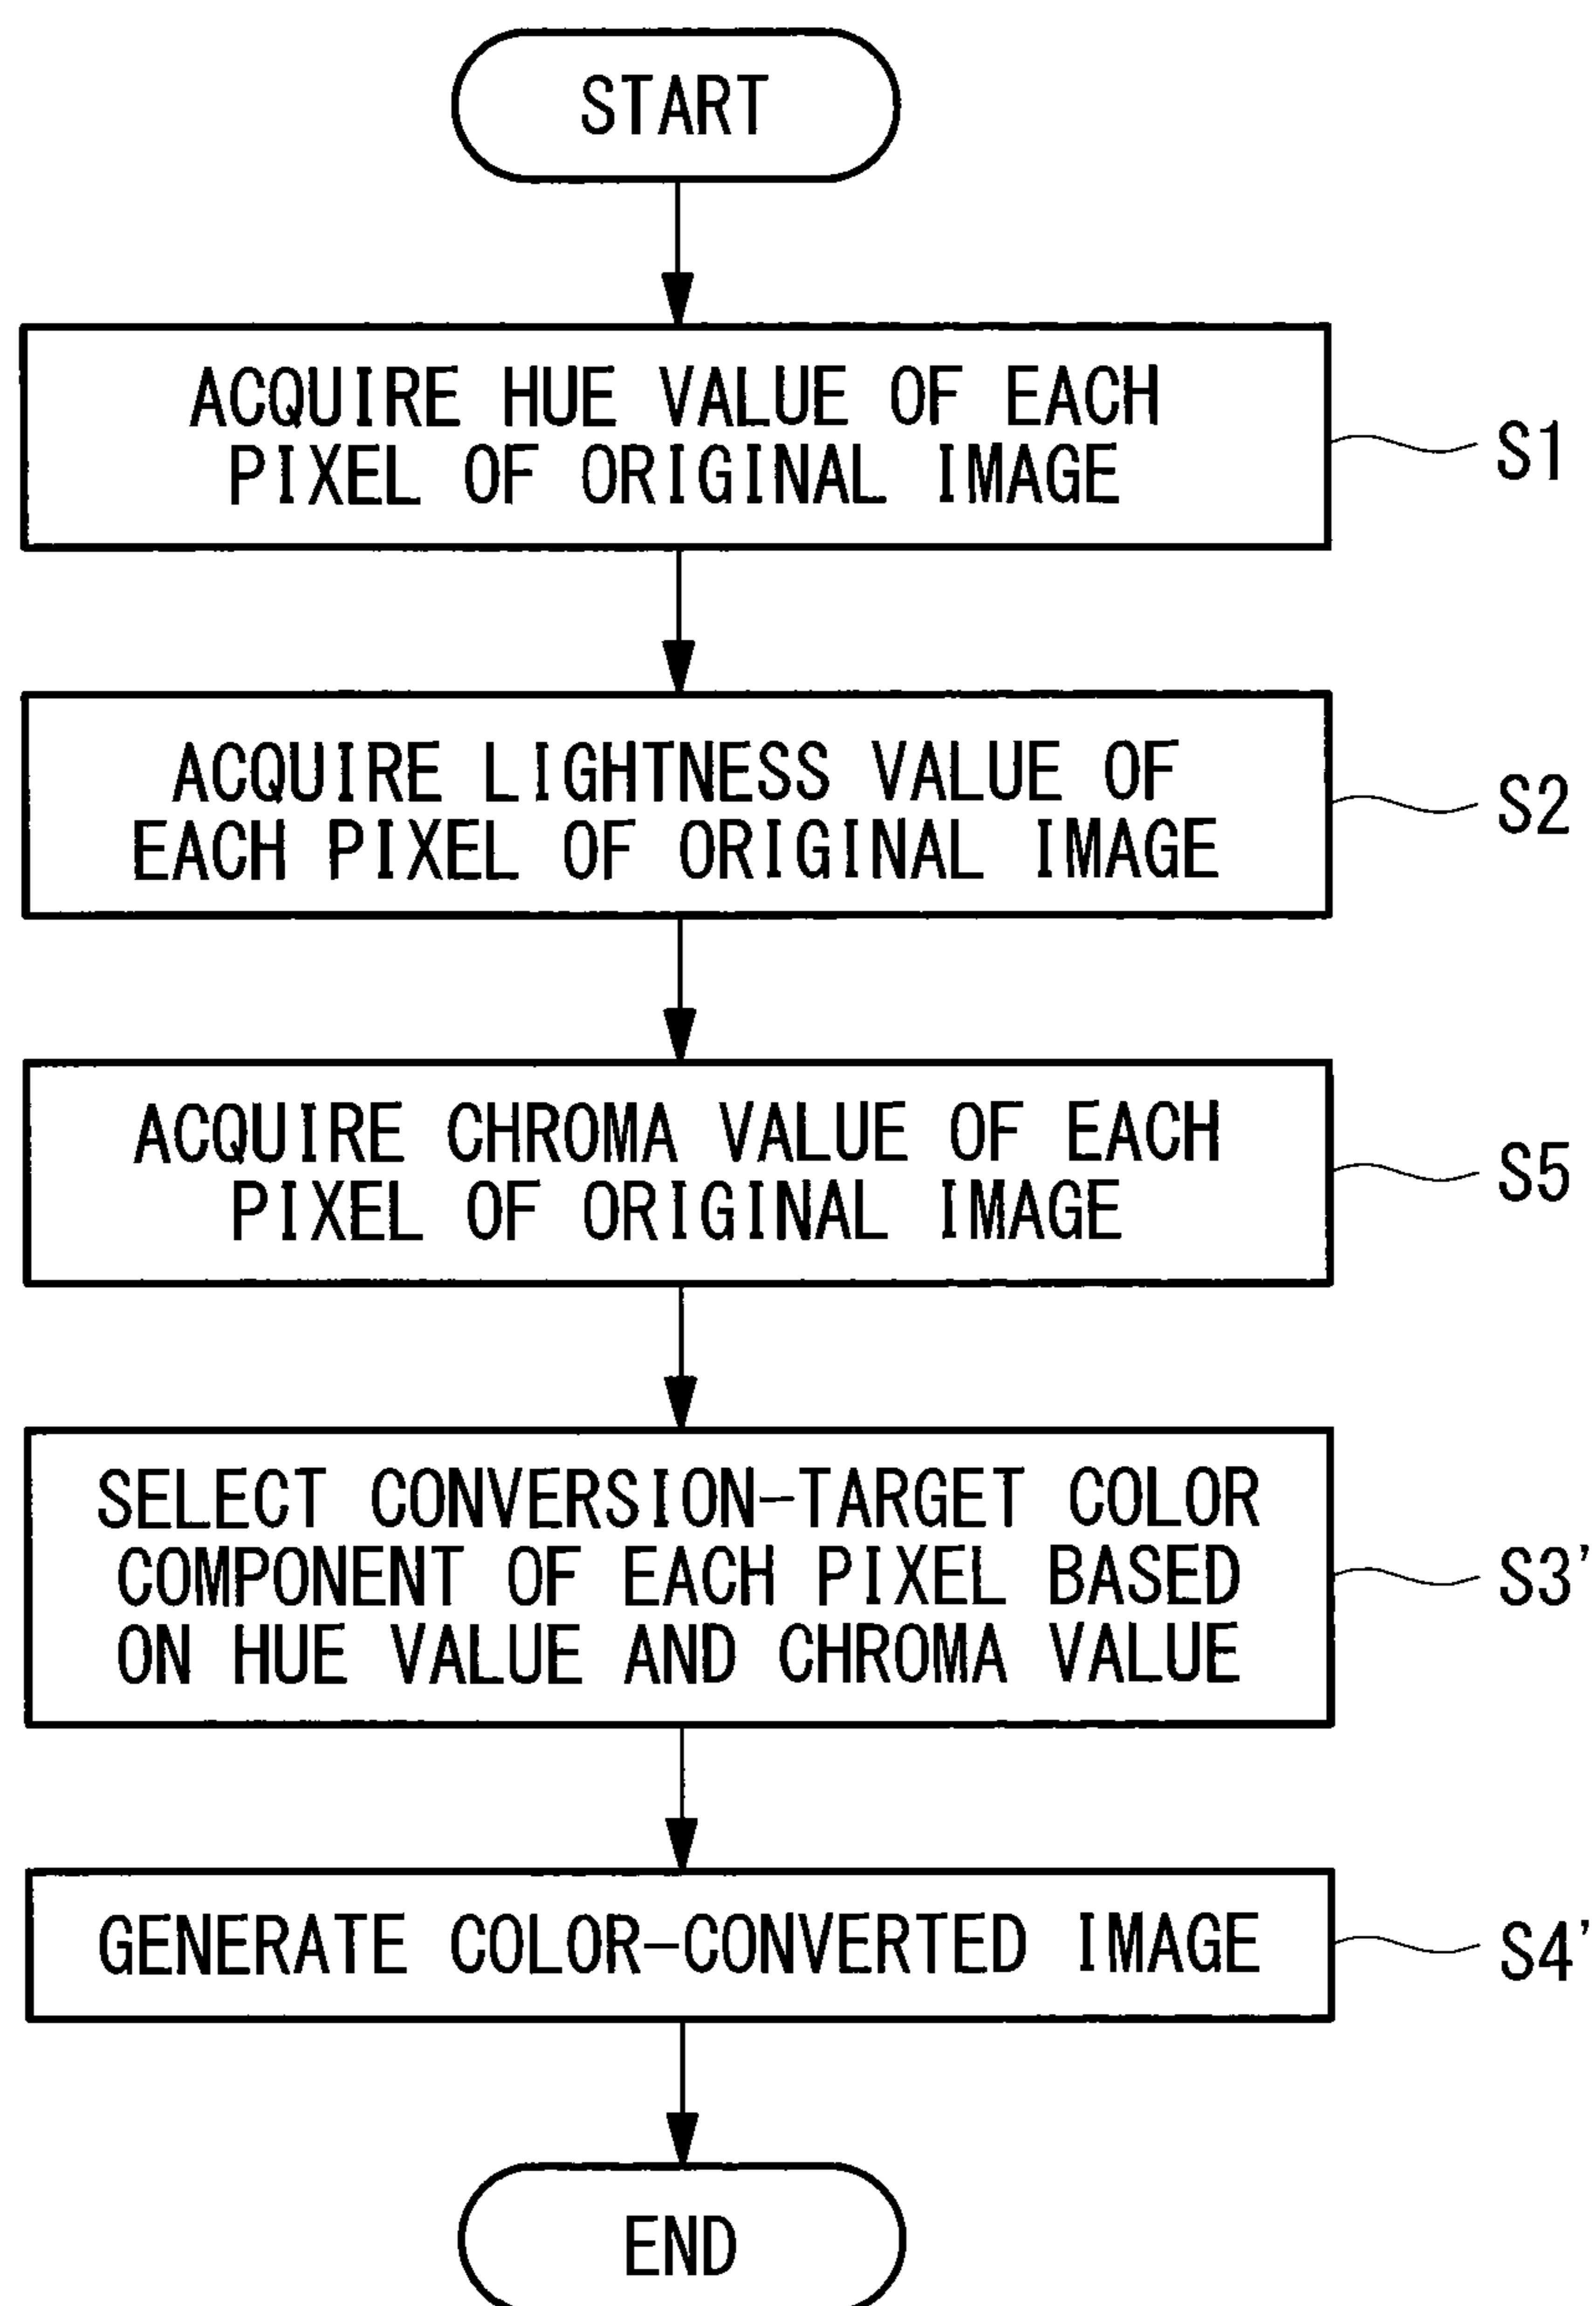 START
ACQUIRE HUE VALUE OF EACH
PIXEL OF ORIGINAL IMAGE
S1
ACQUIRE LIGHTNESS VALUE OF
EACH PIXEL OF ORIGINAL IMAGE
S2
ACQUIRE CHROMA VALUE OF EACH
PIXEL OF ORIGINAL IMAGE
S5
SELECT CONVERSION-TARGET COLOR
COMPONENT OF EACH PIXEL BASED
ON HUE VALUE AND CHROMA VALUE
S3'
GENERATE COLOR-CONVERTED IMAGE
S4'
END